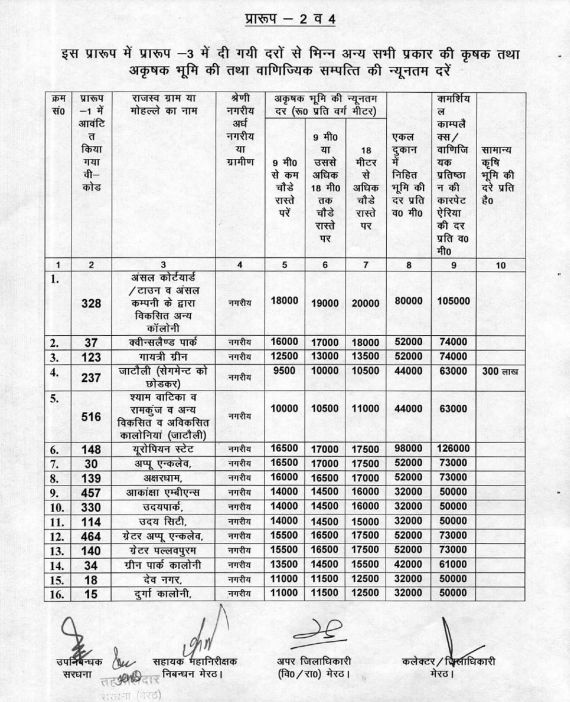 प्रारूप – 2 व 4
इस प्रारूप में प्रारूप –3 में दी गयी दरों से भिन्न अन्य सभी प्रकार की कृषक तथा
अकृषक भूमि की तथा वाणिज्यिक सम्पत्ति की न्यूनतम दरें
क्रम सं0 | प्रारूप –1 में आवंटित किया गया वी–कोड | राजस्व ग्राम या मोहल्ले का नाम | श्रेणी नगरीय अर्ध नगरीय या ग्रामीण | अकृषक भूमि की न्यूनतम दर (रू0 प्रति वर्ग मीटर) | एकल दुकान में निहित भूमि की दर प्रति व0 मी0 | कामर्शियल काम्पलैक्स/ वाणिज्यिक प्रतिष्ठान की कारपेट ऐरिया की दर प्रति व0 मी0 | सामान्य कृषि भूमि की दरे प्रति है0
9 मी0 से कम चौडे रास्ते परें | 9 मी0 या उससे अधिक 18 मी0 तक चौडे रास्ते पर | 18 मीटर से अधिक चौडे रास्ते पर
1 | 2 | 3 | 4 | 5 | 6 | 7 | 8 | 9 | 10
1. | 328 | अंसल कोर्टयार्ड /टाउन व अंसल कम्पनी के द्वारा विकसित अन्य कॉलोनी | नगरीय | 18000 | 19000 | 20000 | 80000 | 105000
2. | 37 | क्वीन्सलैण्ड पार्क | नगरीय | 16000 | 17000 | 18000 | 52000 | 74000
3. | 123 | गायत्री ग्रीन | नगरीय | 12500 | 13000 | 13500 | 52000 | 74000
4. | 237 | जाटौली (सेगमेन्ट को छोडकर) | नगरीय | 9500 | 10000 | 10500 | 44000 | 63000 | 300 लाख
5. | 516 | श्याम वाटिका व रामकुंज व अन्य विकसित व अविकसित कालोनियां (जाटौली) | नगरीय | 10000 | 10500 | 11000 | 44000 | 63000
6. | 148 | यूरोपियन स्टेट | नगरीय | 16500 | 17000 | 17500 | 98000 | 126000
7. | 30 | अप्पू एन्कलेव, | नगरीय | 16500 | 17000 | 17500 | 52000 | 73000
8. | 139 | अक्षरधाम, | नगरीय | 16000 | 16500 | 17500 | 52000 | 73000
9. | 457 | आकांक्षा एम्बीएन्स | नगरीय | 14000 | 14500 | 16000 | 32000 | 50000
10. | 330 | उदयपार्क, | नगरीय | 14000 | 14500 | 16000 | 32000 | 50000
11. | 114 | उदय सिटी, | नगरीय | 14000 | 14500 | 15000 | 32000 | 50000
12. | 464 | ग्रेटर अप्पू एन्कलेव, | नगरीय | 15500 | 16500 | 17500 | 52000 | 73000
13. | 140 | ग्रेटर पल्लवपुरम | नगरीय | 15500 | 16500 | 17500 | 52000 | 73000
14. | 34 | ग्रीन पार्क कालोनी | नगरीय | 13500 | 14500 | 15500 | 42000 | 61000
15. | 18 | देव नगर, | नगरीय | 11000 | 11500 | 12500 | 32000 | 50000
16. | 15 | दुर्गा कालोनी, | नगरीय | 11000 | 11500 | 12500 | 32000 | 50000
उपनिबन्धक | सहायक महानिरीक्षक | अपर जिलाधिकारी | कलेक्टर/जिलाधिकारी
सरधना | निबन्धन मेरठ। | (वि0/रा0) मेरठ। | मेरठ।
सरधना (मेरठ)